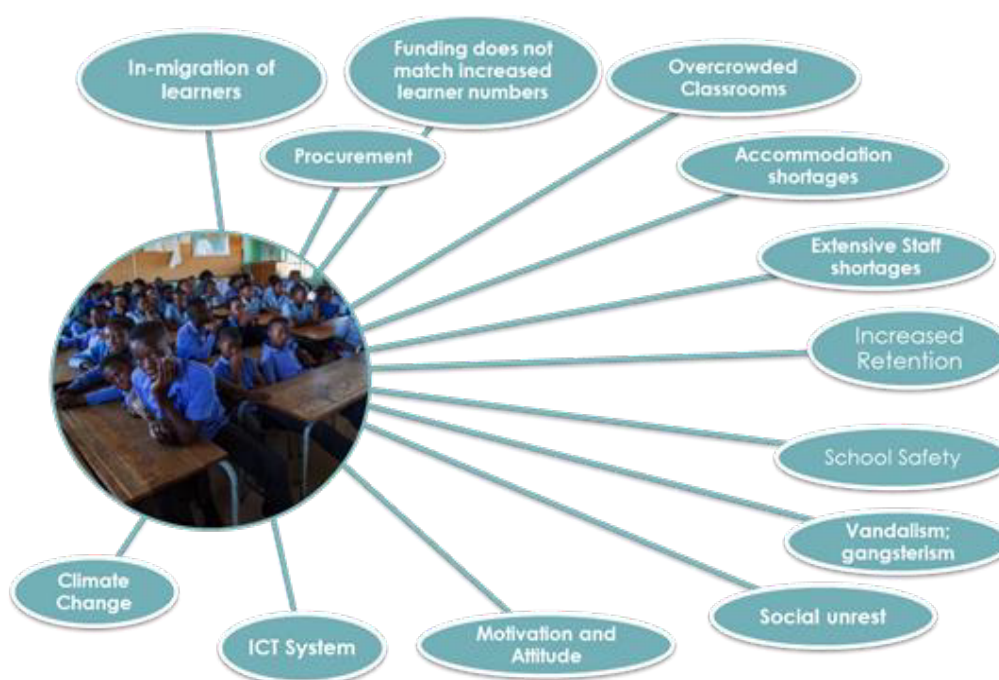 In-migration of
learners
Funding does not
match increased
learner numbers
Procurement
Overcrowded
Classrooms
Accommodation
shortages
Extensive Staff
shortages
Increased
Retention
School Safety
Vandalism;
gangsterism
Social unrest
Motivation and
Attitude
ICT System
Climate
Change